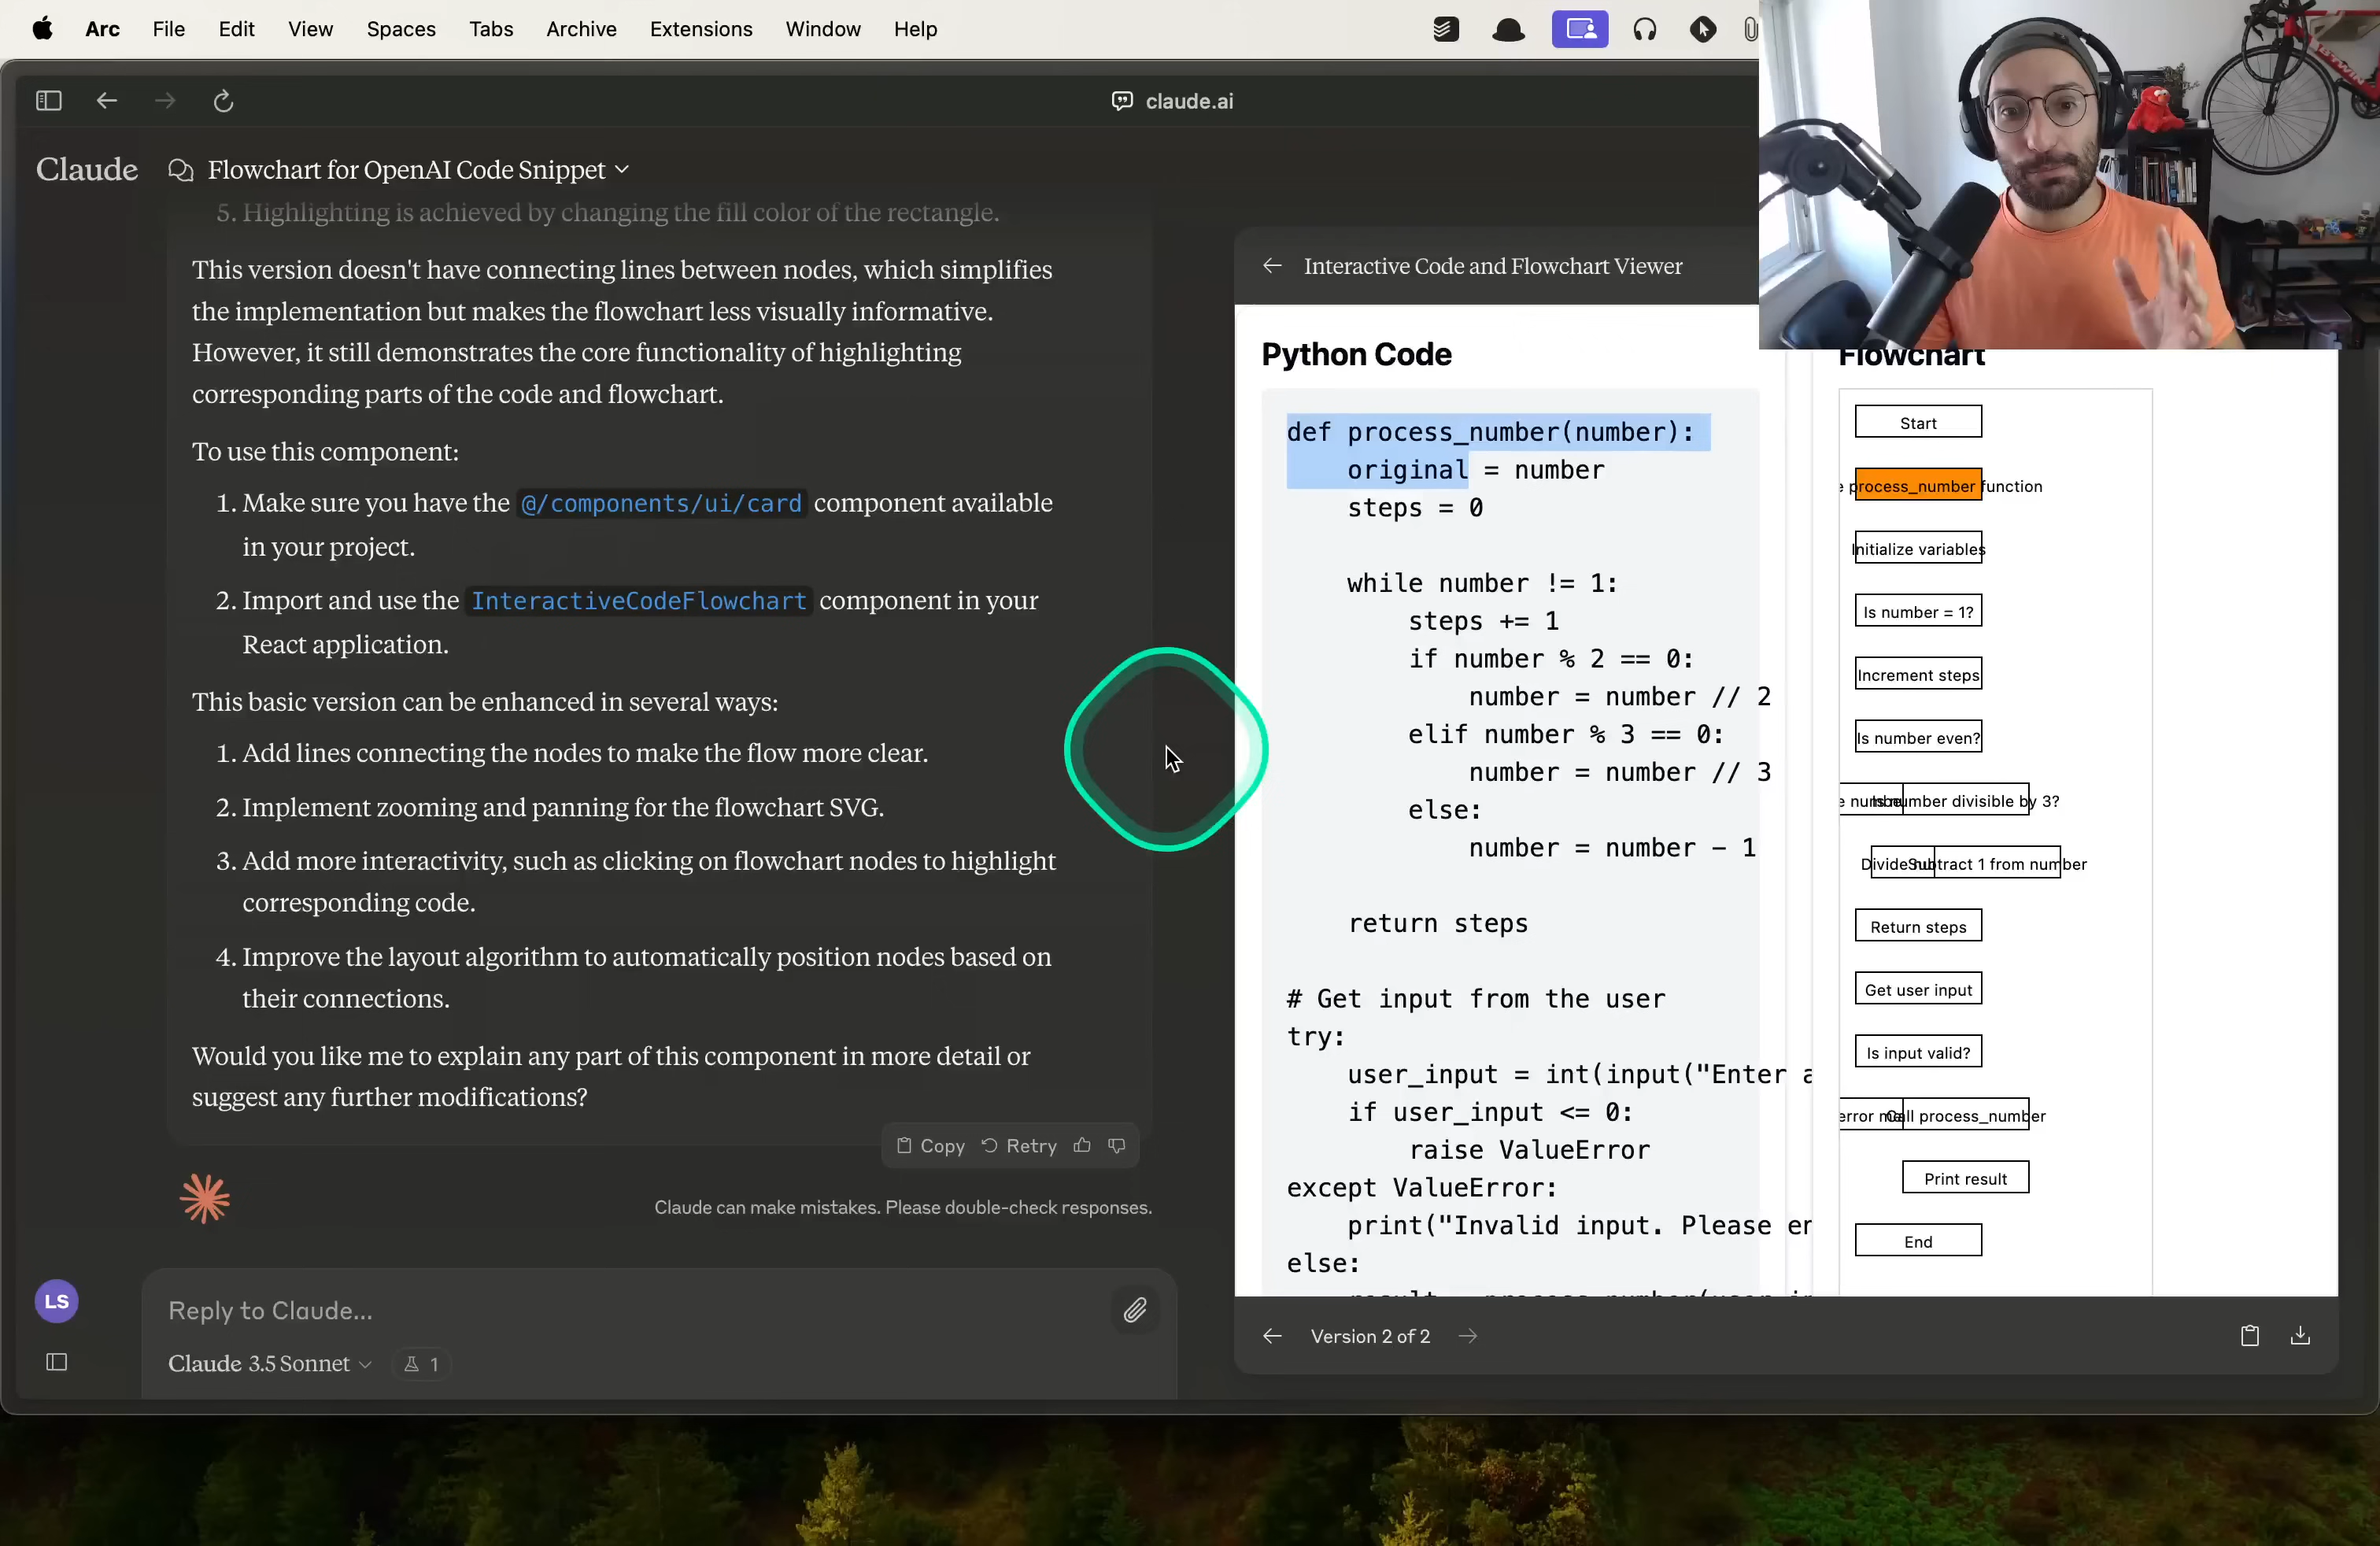 Arc File Edit View Spaces Tabs Archive Extensions Window Help
claude.ai
Claude
Flowchart for OpenAI Code Snippet
5. Highlighting is achieved by changing the fill color of the rectangle.
This version doesn't have connecting lines between nodes, which simplifies
the implementation but makes the flowchart less visually informative.
However, it still demonstrates the core functionality of highlighting
corresponding parts of the code and flowchart.
To use this component:
1. Make sure you have the @/components/ui/card component available
in your project.
2. Import and use the InteractiveCodeFlowchart component in your
React application.
This basic version can be enhanced in several ways:
1. Add lines connecting the nodes to make the flow more clear.
2. Implement zooming and panning for the flowchart SVG.
3. Add more interactivity, such as clicking on flowchart nodes to highlight
corresponding code.
4. Improve the layout algorithm to automatically position nodes based on
their connections.
Would you like me to explain any part of this component in more detail or
suggest any further modifications?
Copy Retry
Claude can make mistakes. Please double-check responses.
LS
Reply to Claude...
Claude 3.5 Sonnet 1
Interactive Code and Flowchart Viewer
Python Code
def process_number(number):
original = number
steps = 0
while number != 1:
steps += 1
if number % 2 == 0:
number = number // 2
elif number % 3 == 0:
number = number // 3
else:
number = number - 1
return steps
# Get input from the user
try:
user_input = int(input("Enter a
if user_input <= 0:
raise ValueError
except ValueError:
print("Invalid input. Please en
else:
Flowchart
Start
e process_number function
Initialize variables
Is number = 1?
Increment steps
Is number even?
number divisible by 3?
Divide Subtract 1 from number
Return steps
Get user input
Is input valid?
error Call process_number
Print result
End
Version 2 of 2